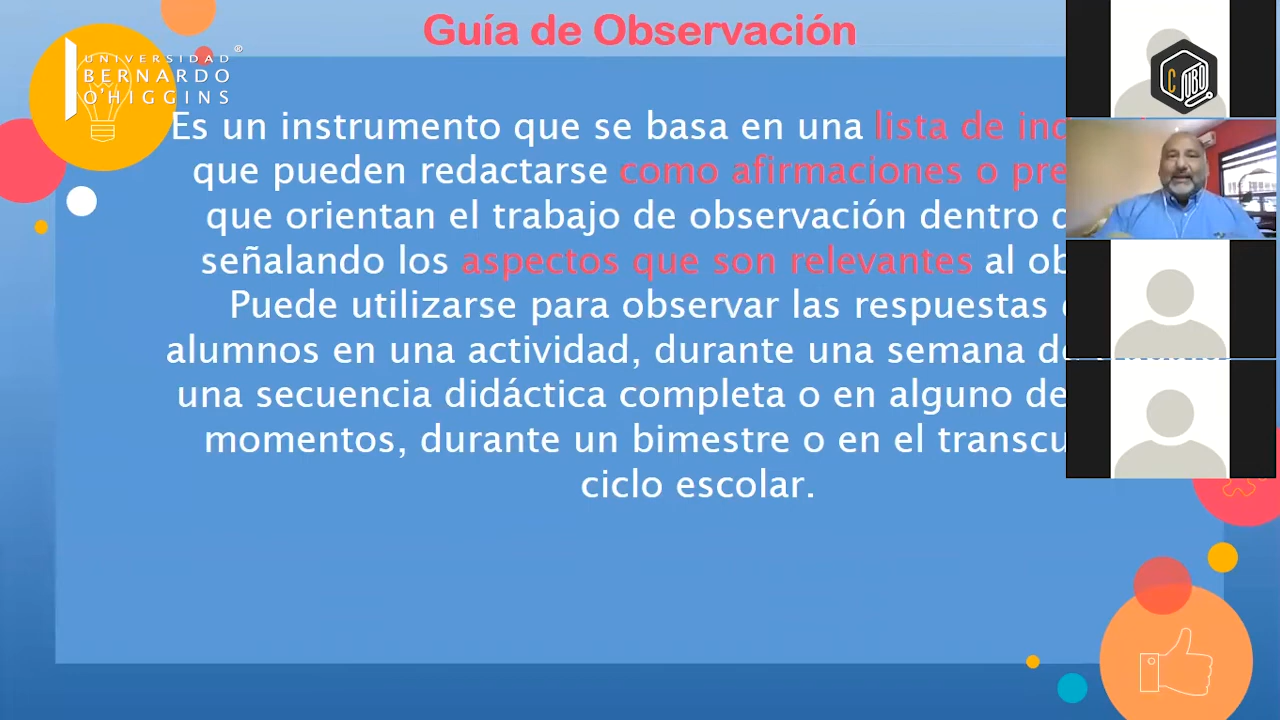 Guía de Observación
UNIVERSIDAD
BERNARDO
O'HIGGINS
®
CUBO
Es un instrumento que se basa en una lista de
que pueden redactarse como afirmaciones o
que orientan el trabajo de observación dentro
señalando los aspectos que son relevantes al
Puede utilizarse para observar las respuestas
alumnos en una actividad, durante una semana
una secuencia didáctica completa o en alguno
momentos, durante un bimestre o en el
ciclo escolar.